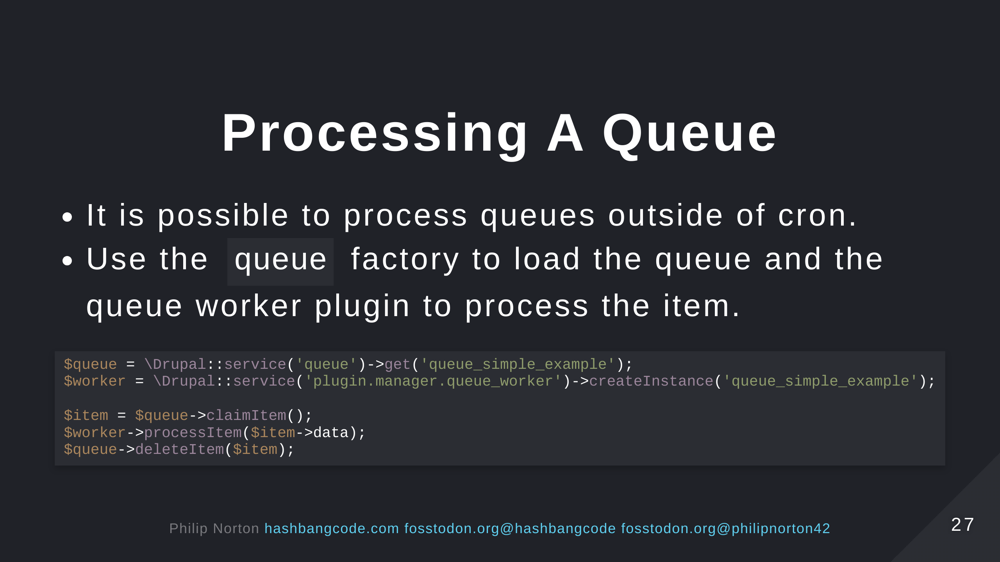 Processing A Queue
• It is possible to process queues outside of cron.
• Use the queue factory to load the queue and the
queue worker plugin to process the item.
$queue = \Drupal::service('queue')->get('queue_simple_example');
$worker = \Drupal::service('plugin.manager.queue_worker')->createInstance('queue_simple_example');
$item = $queue->claimItem();
$worker->processItem($item->data);
$queue->deleteItem($item);
Philip Norton hashbangcode.com fosstodon.org@hashbangcode fosstodon.org@philipnorton42
27